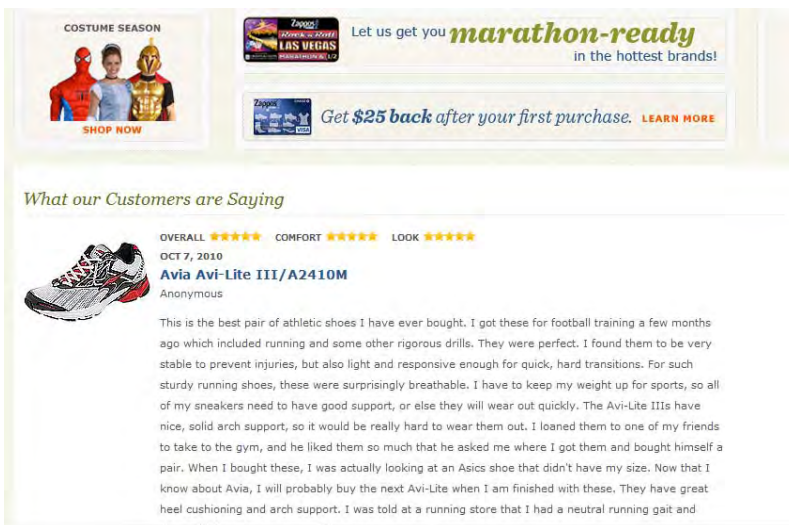 COSTUME SEASON
SHOP NOW
Zappos
Rock n Roll
LAS VEGAS
MARATHON & 1/2
Let us get you marathon-ready
in the hottest brands!
Zappos
VISA
Get $25 back after your first purchase. LEARN MORE
What our Customers are Saying
OVERALL COMFORT LOOK
OCT 7, 2010
Avia Avi-Lite III/A2410M
Anonymous
This is the best pair of athletic shoes I have ever bought. I got these for football training a few months
ago which included running and some other rigorous drills. They were perfect. I found them to be very
stable to prevent injuries, but also light and responsive enough for quick, hard transitions. For such
sturdy running shoes, these were surprisingly breathable. I have to keep my weight up for sports, so all
of my sneakers need to have good support, or else they will wear out quickly. The Avi-Lite IIIs have
nice, solid arch support, so it would be really hard to wear them out. I loaned them to one of my friends
to take to the gym, and he liked them so much that he asked me where I got them and bought himself a
pair. When I bought these, I was actually looking at an Asics shoe that didn't have my size. Now that I
know about Avia, I will probably buy the next Avi-Lite when I am finished with these. They have great
heel cushioning and arch support. I was told at a running store that I had a neutral running gait and